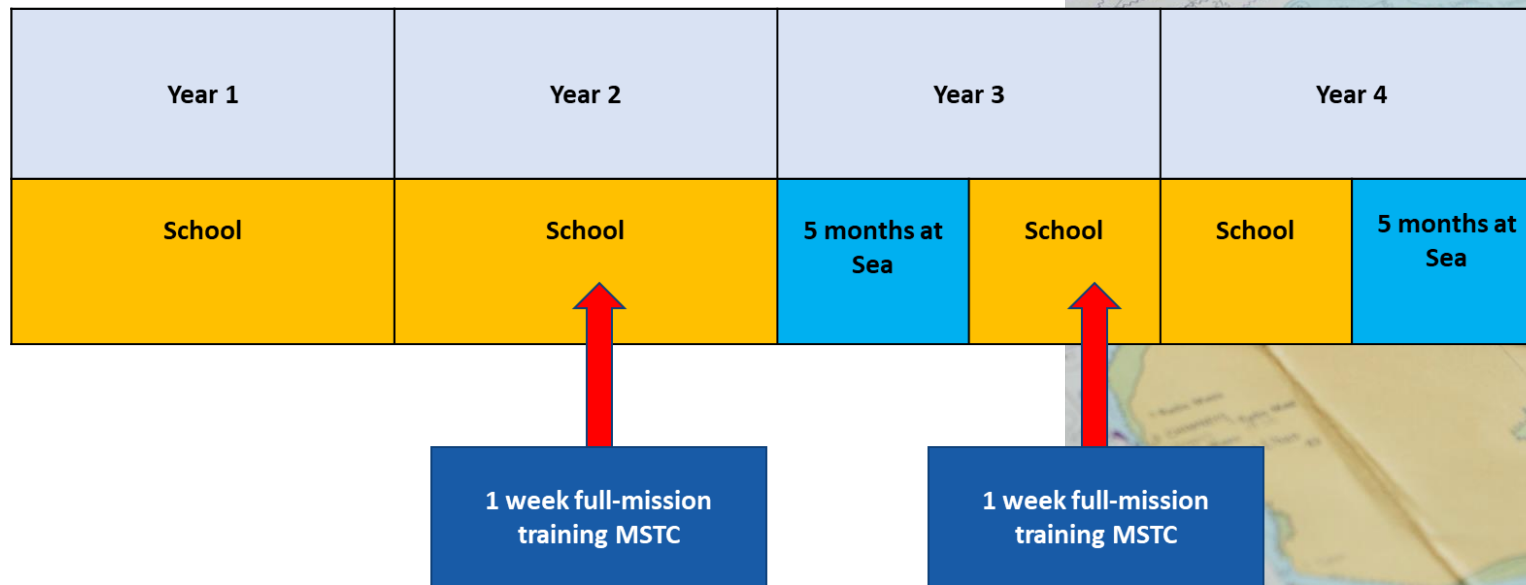 Year 1
Year 2
Year 3
Year 4
School
School
5 months at
Sea
School
School
5 months at
Sea
1 week full-mission
training MSTC
1 week full-mission
training MSTC